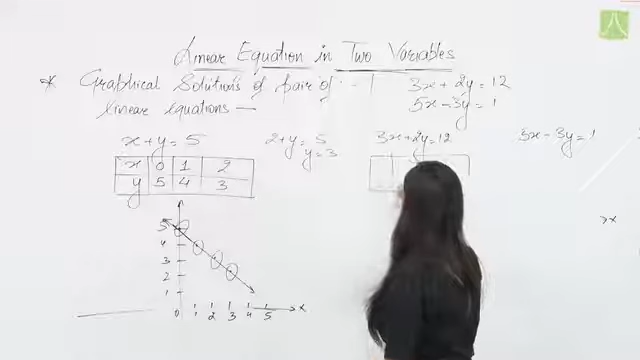 Linear Equation in Two Variables
* Graphical Solutions of pair of
linear equations —
3x + 2y = 12
5x - 3y = 1
x + y = 5
x 0 1 2
y 5 4 3
2 + y = 5
y = 3
3x + 2y = 12
5x - 3y = 1
> x
5
4
3
2
1
0 1 2 3 4 5 x